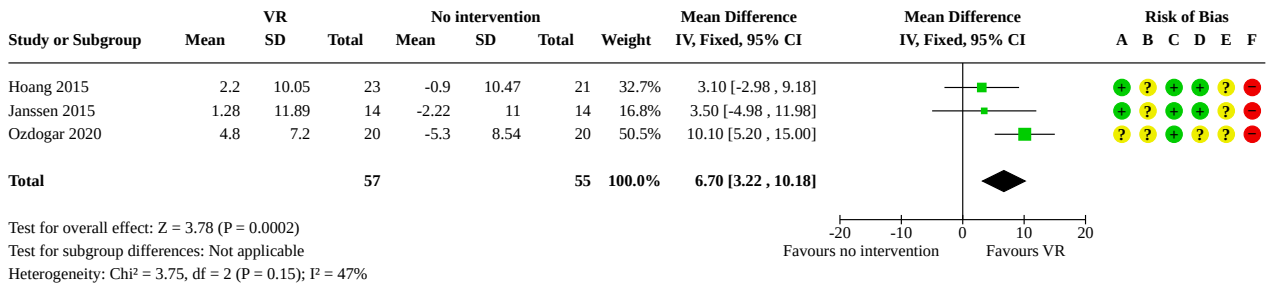 VR No intervention Mean Difference Mean Difference Risk of Bias
Study or Subgroup Mean SD Total Mean SD Total Weight IV, Fixed, 95% CI IV, Fixed, 95% CI A B C D E F
Hoang 2015 2.2 10.05 23 -0.9 10.47 21 32.7% 3.10 [-2.98 , 9.18] + ? + + ? −
Janssen 2015 1.28 11.89 14 -2.22 11 14 16.8% 3.50 [-4.98 , 11.98] + ? + + ? −
Ozdogar 2020 4.8 7.2 20 -5.3 8.54 20 50.5% 10.10 [5.20 , 15.00] ? ? + ? ? −
Total 57 55 100.0% 6.70 [3.22 , 10.18]
Test for overall effect: Z = 3.78 (P = 0.0002)
-20 -10 0 10 20
Test for subgroup differences: Not applicable
Favours no intervention Favours VR
Heterogeneity: Chi² = 3.75, df = 2 (P = 0.15); I² = 47%